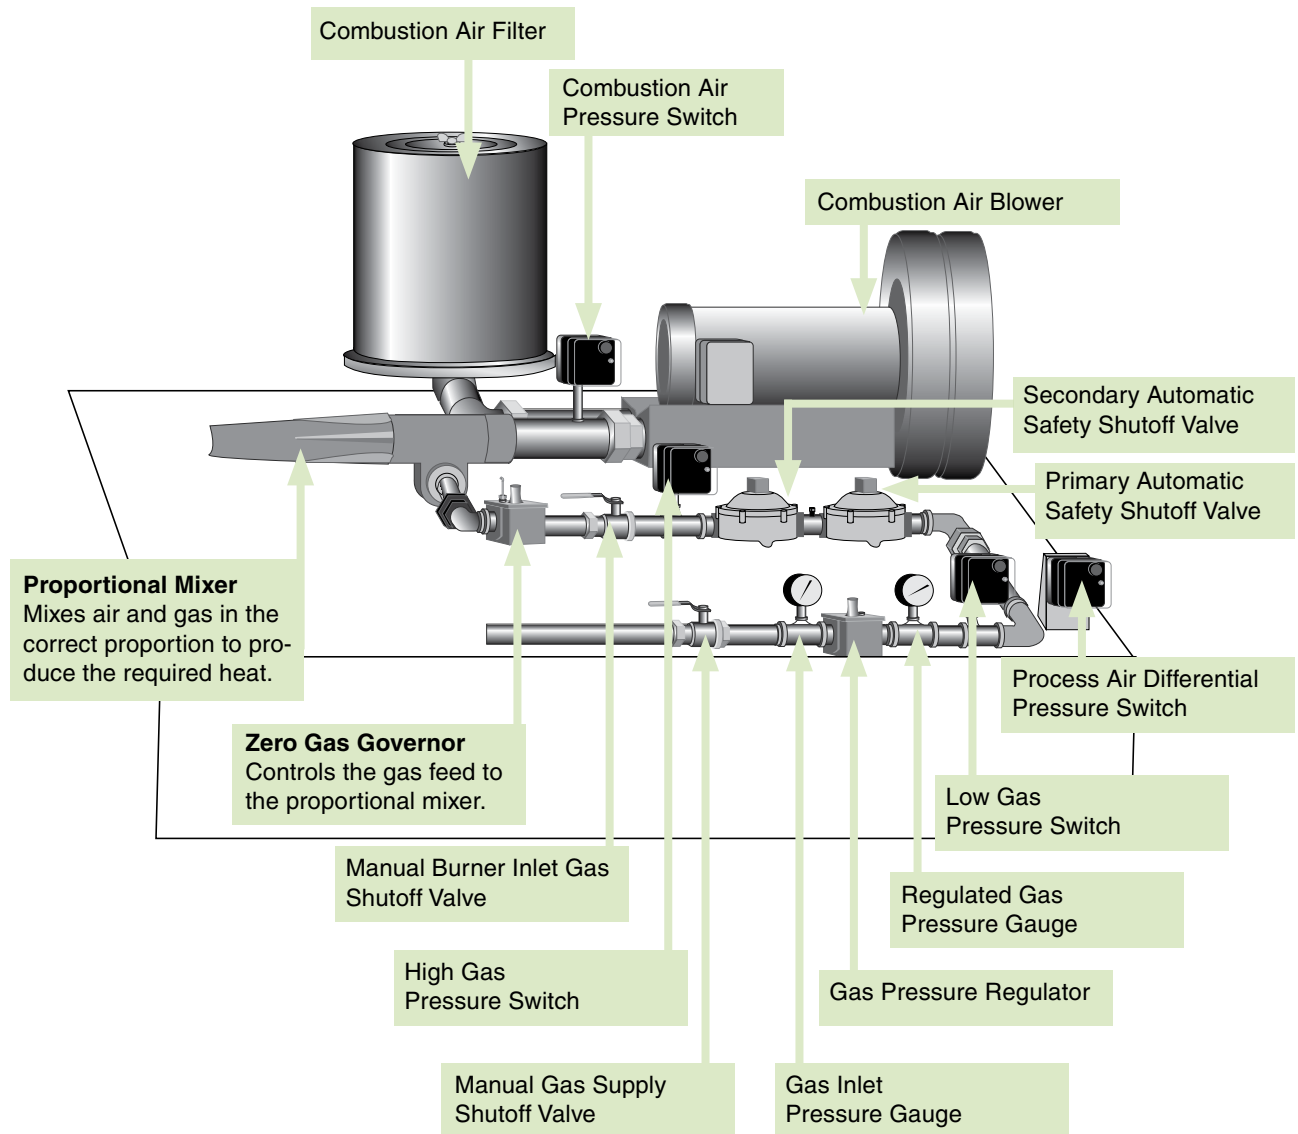 Combustion Air Filter
Combustion Air
Pressure Switch
Combustion Air Blower
Secondary Automatic
Safety Shutoff Valve
Primary Automatic
Safety Shutoff Valve
Proportional Mixer
Mixes air and gas in the
correct proportion to pro-
duce the required heat.
Process Air Differential
Pressure Switch
Zero Gas Governor
Controls the gas feed to
the proportional mixer.
Low Gas
Pressure Switch
Manual Burner Inlet Gas
Shutoff Valve
Regulated Gas
Pressure Gauge
High Gas
Pressure Switch
Gas Pressure Regulator
Manual Gas Supply
Shutoff Valve
Gas Inlet
Pressure Gauge